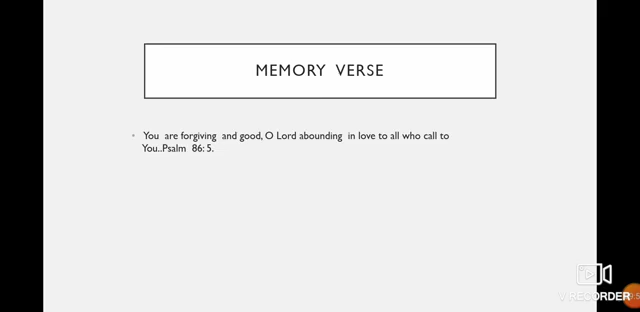 MEMORY VERSE
• You are forgiving and good, O Lord abounding in love to all who call to
You..Psalm 86: 5.
V.RECORDER